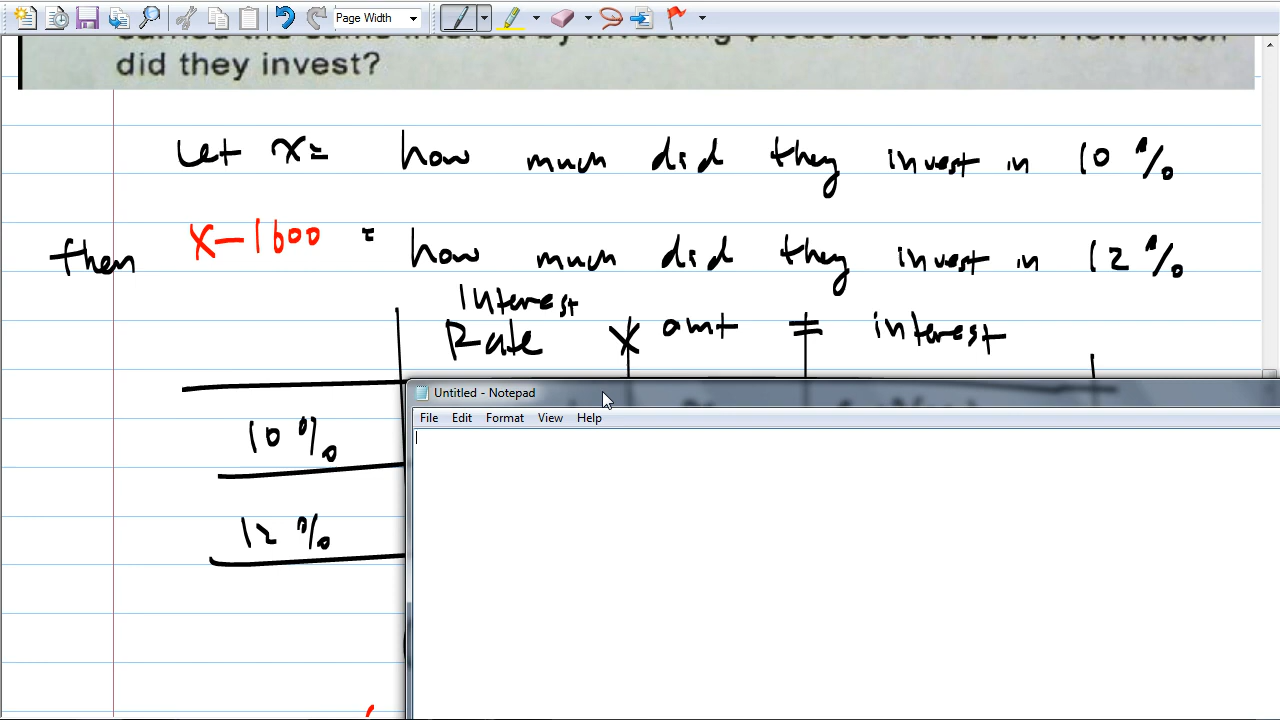 Page Width
did they invest?
Let x= how much did they invest in 10%
then x-1600 = how much did they invest in 12%
Interest
Rate x amt = interest
Untitled - Notepad
File Edit Format View Help
10%
12%